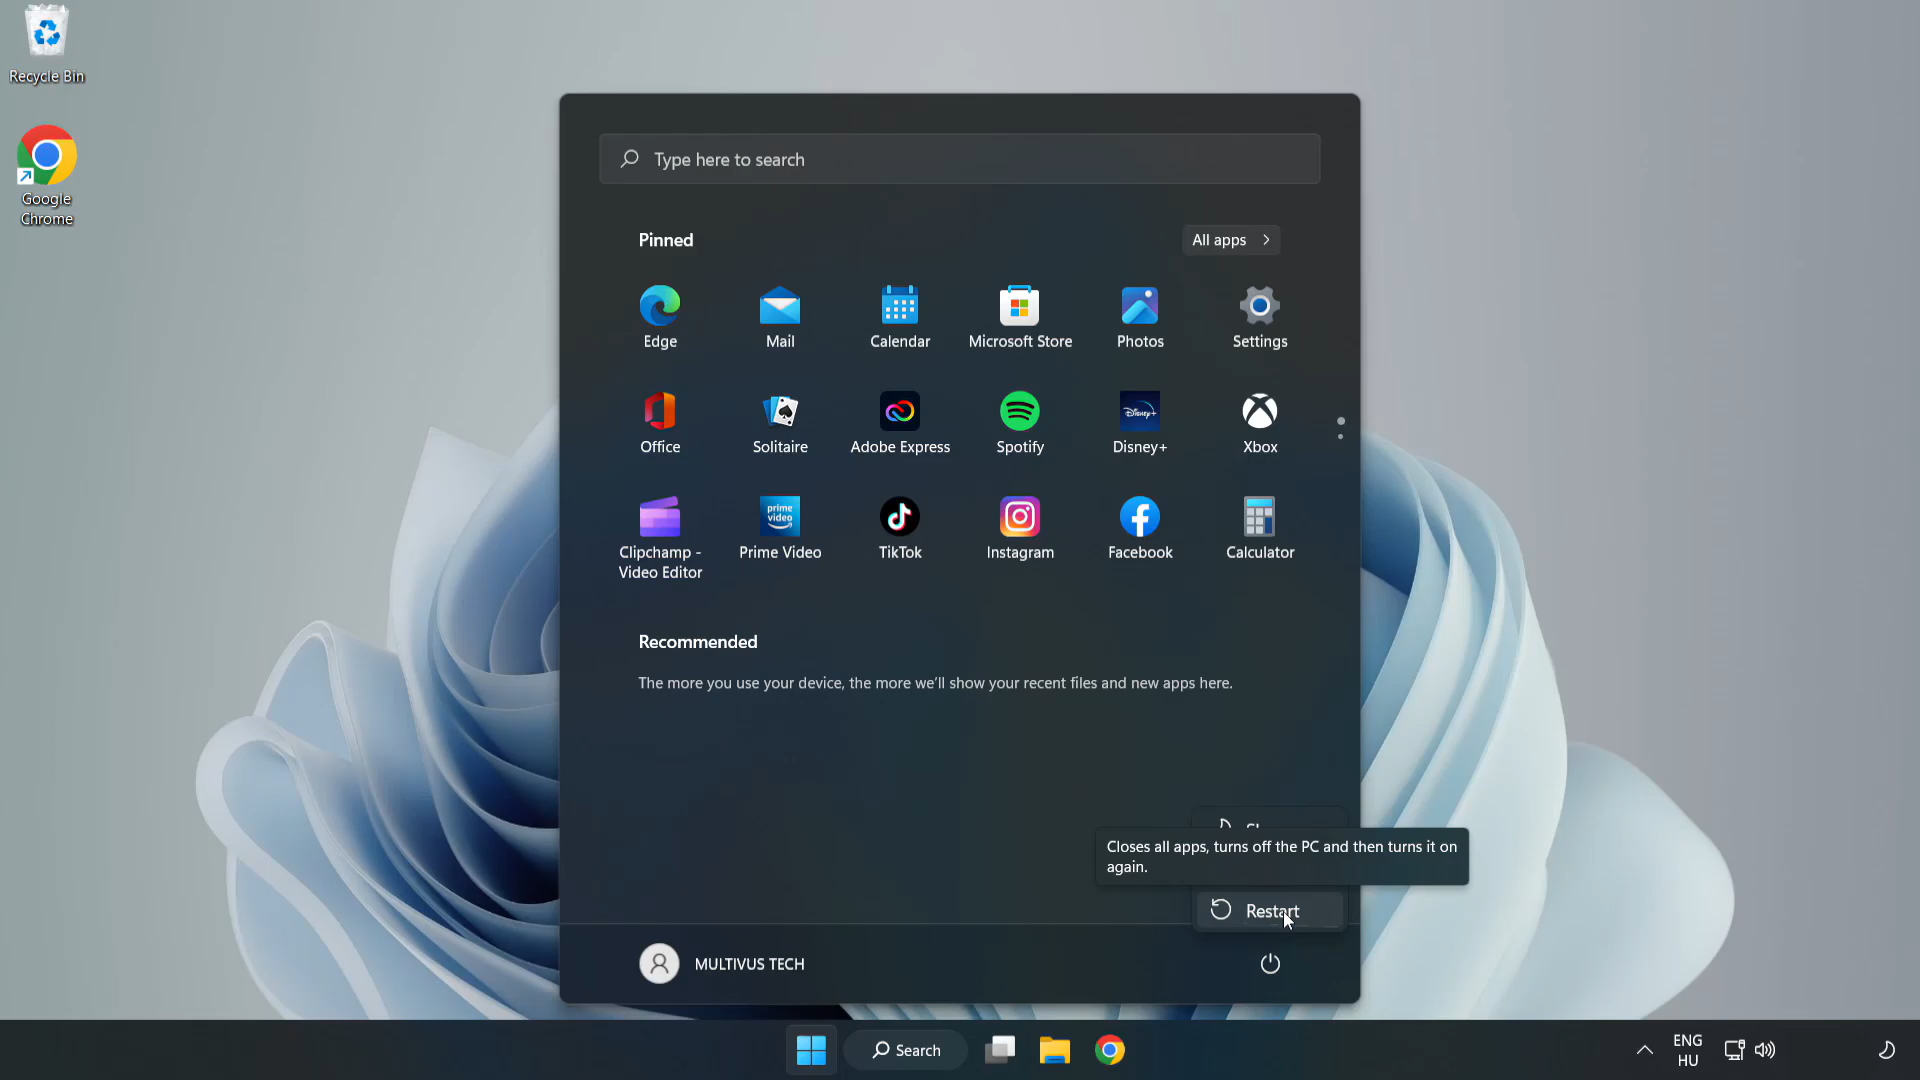 Recycle Bin
Google
Chrome
Type here to search
Pinned
All apps
Edge
Mail
Calendar
Microsoft Store
Photos
Settings
Office
Solitaire
Adobe Express
Spotify
Disney+
Xbox
Clipchamp -
Video Editor
prime
video
Prime Video
TikTok
Instagram
Facebook
Calculator
Recommended
The more you use your device, the more we'll show your recent files and new apps here.
Closes all apps, turns off the PC and then turns it on
again.
Restart
MULTIVUS TECH
Search
ENG
HU